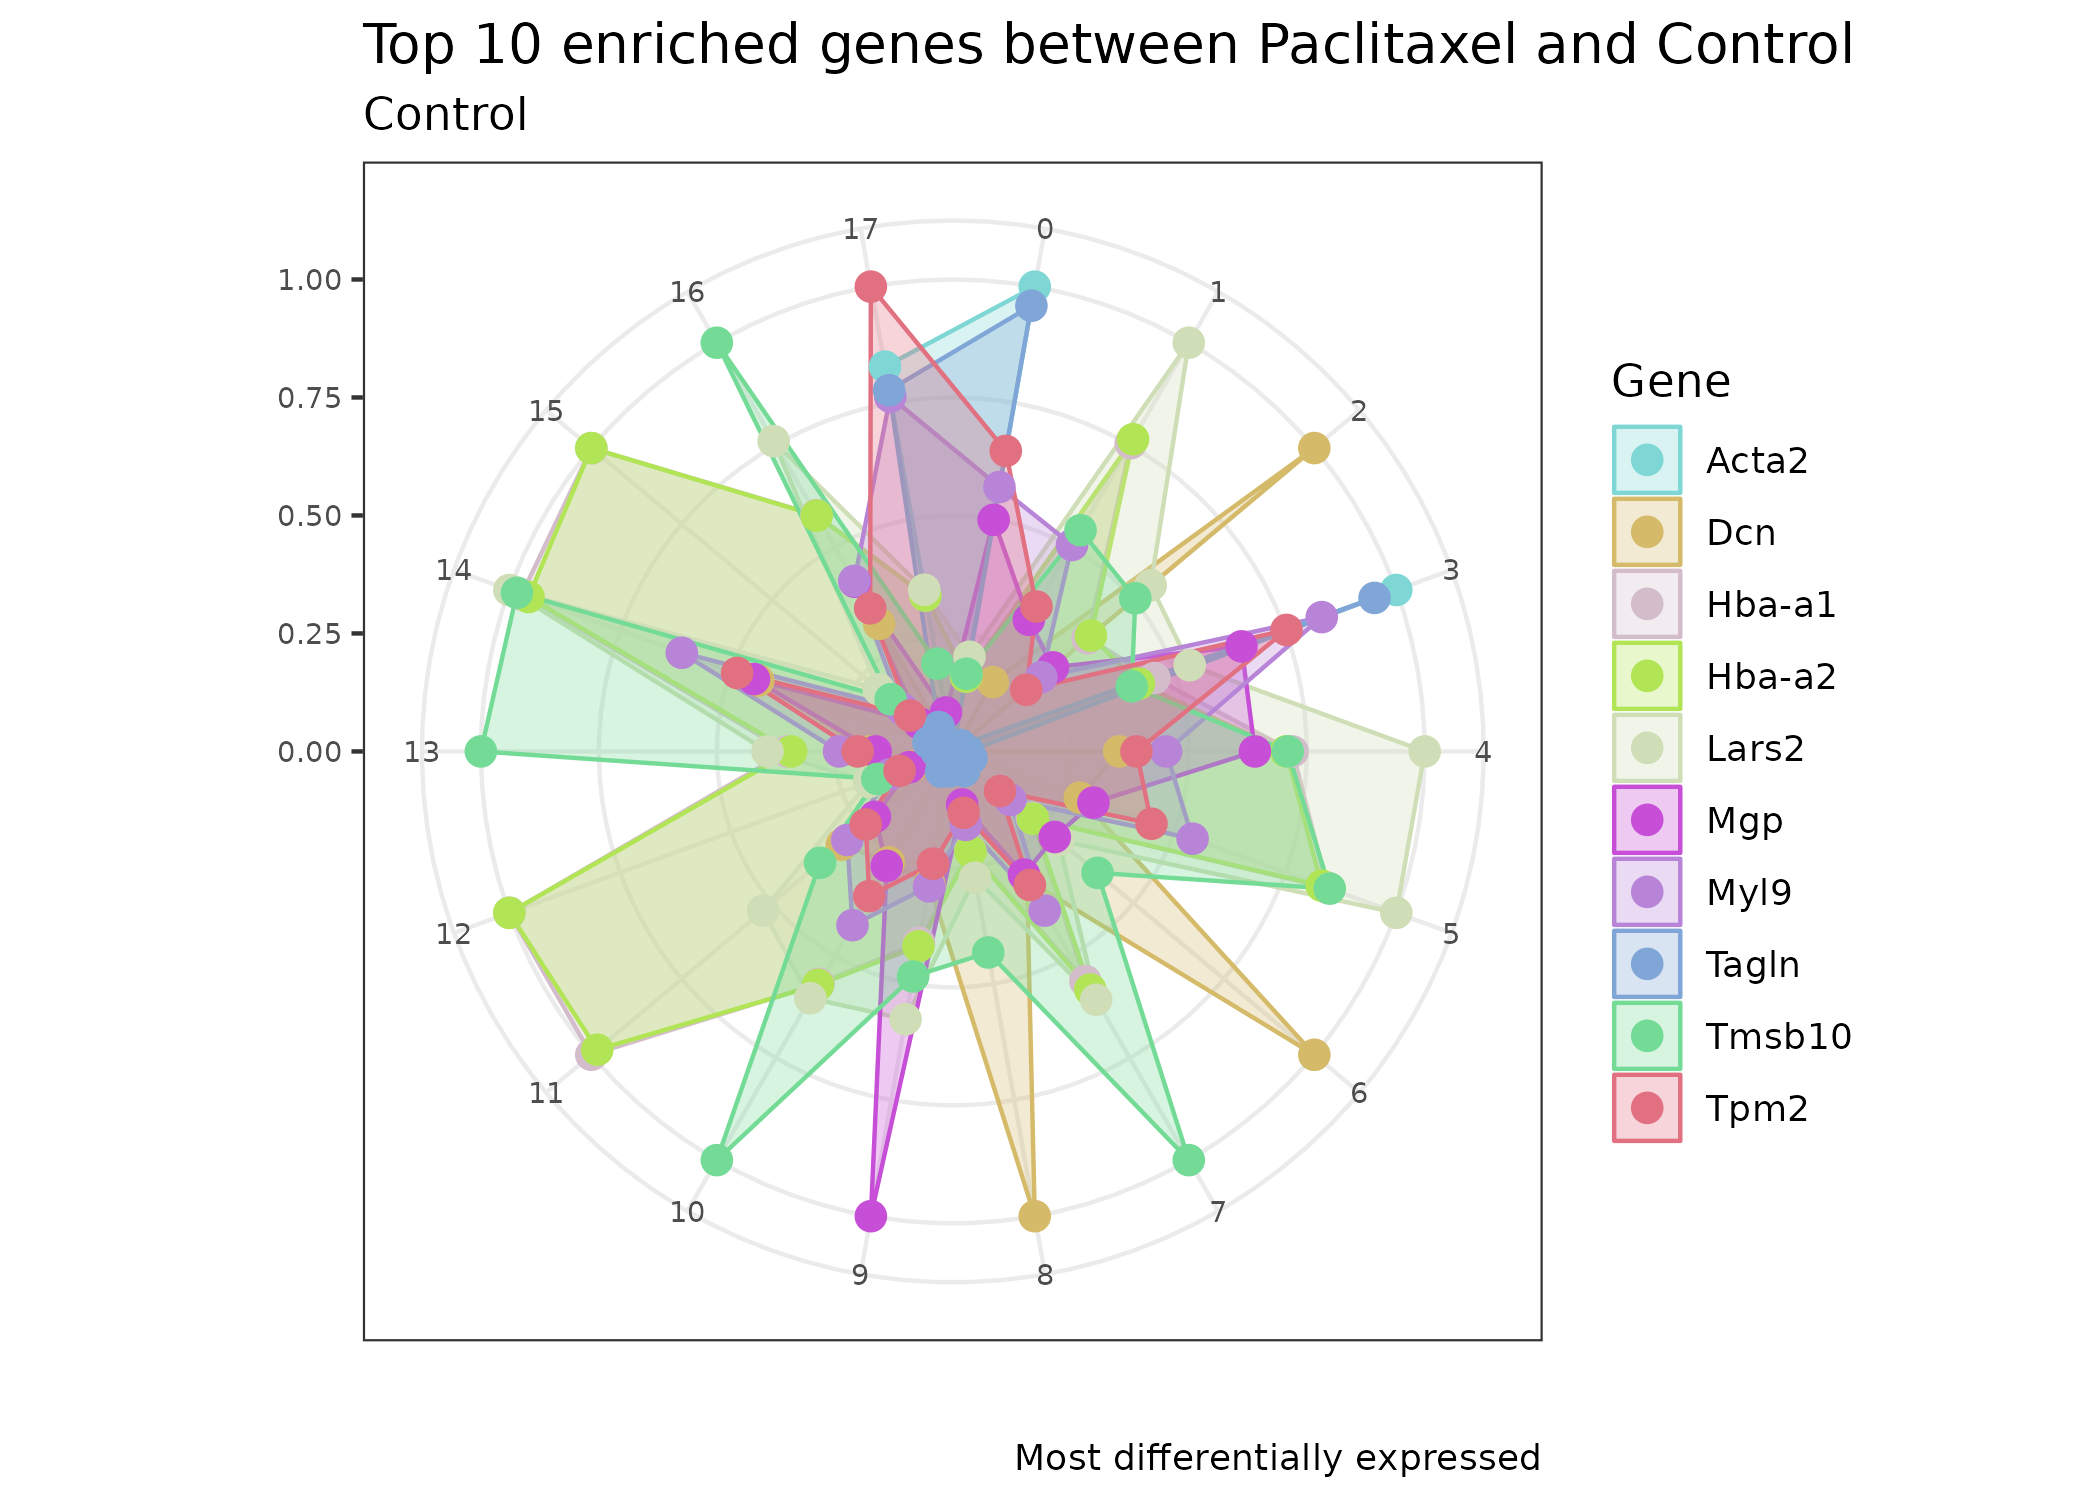 Top 10 enriched genes between Paclitaxel and Control
Control
17
0
16
1
15
2
14
3
13
4
12
5
11
6
10
7
9
8
1.00
0.75
0.50
0.25
0.00
Gene
Acta2
Dcn
Hba-a1
Hba-a2
Lars2
Mgp
Myl9
Tagln
Tmsb10
Tpm2
Most differentially expressed